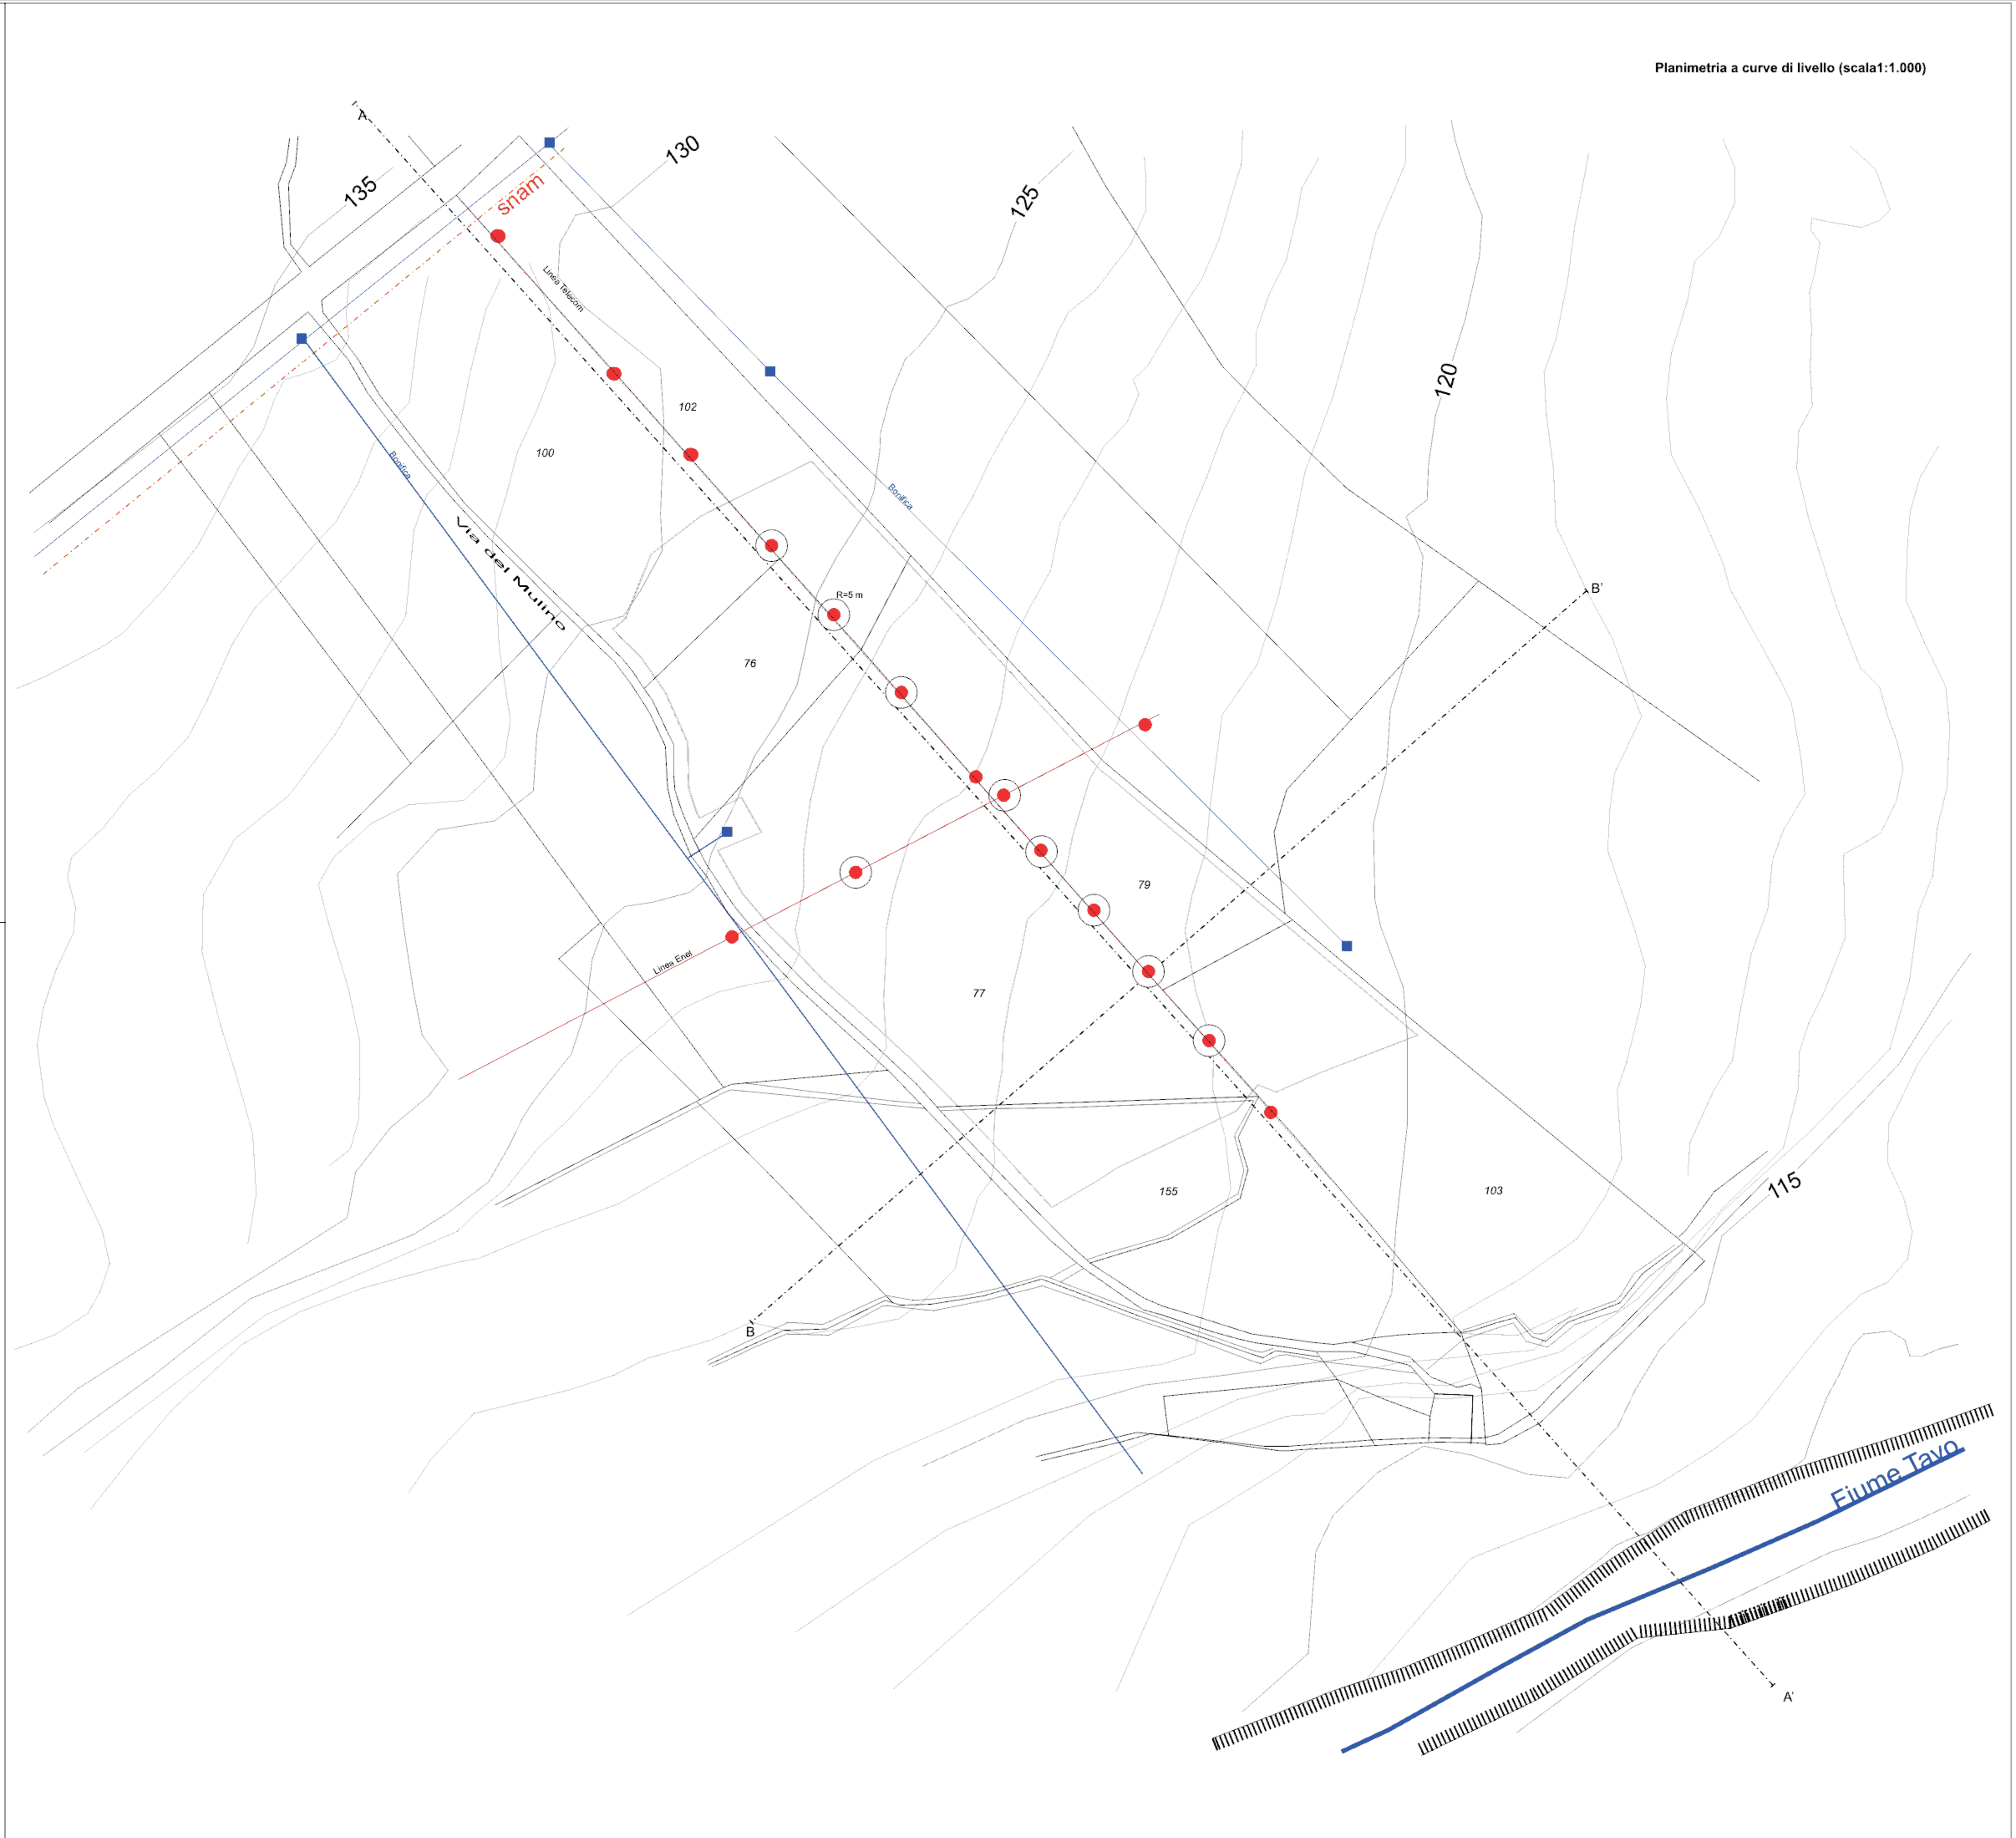 Planimetria a curve di livello (scala1:1.000)
A
130
135
snam
125
Linea Telecom
120
102
100
Bonifica
Bonifica
Via del Mulino
B'
R=5 m
76
79
Linea Enel
77
115
155
103
B
Fiume Tavo
A'